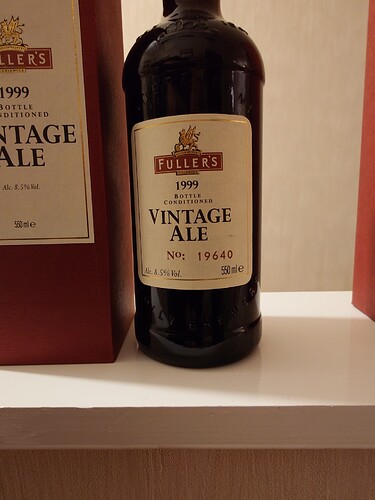 FULLER'S
1999
BOTTLE
CONDITIONED
VINTAGE
ALE
Alc. 8.5% Vol.
550 ml e
FULLER'S
1999
BOTTLE
CONDITIONED
VINTAGE
ALE
No: 19640
Alc. 8.5% Vol. 550 ml e